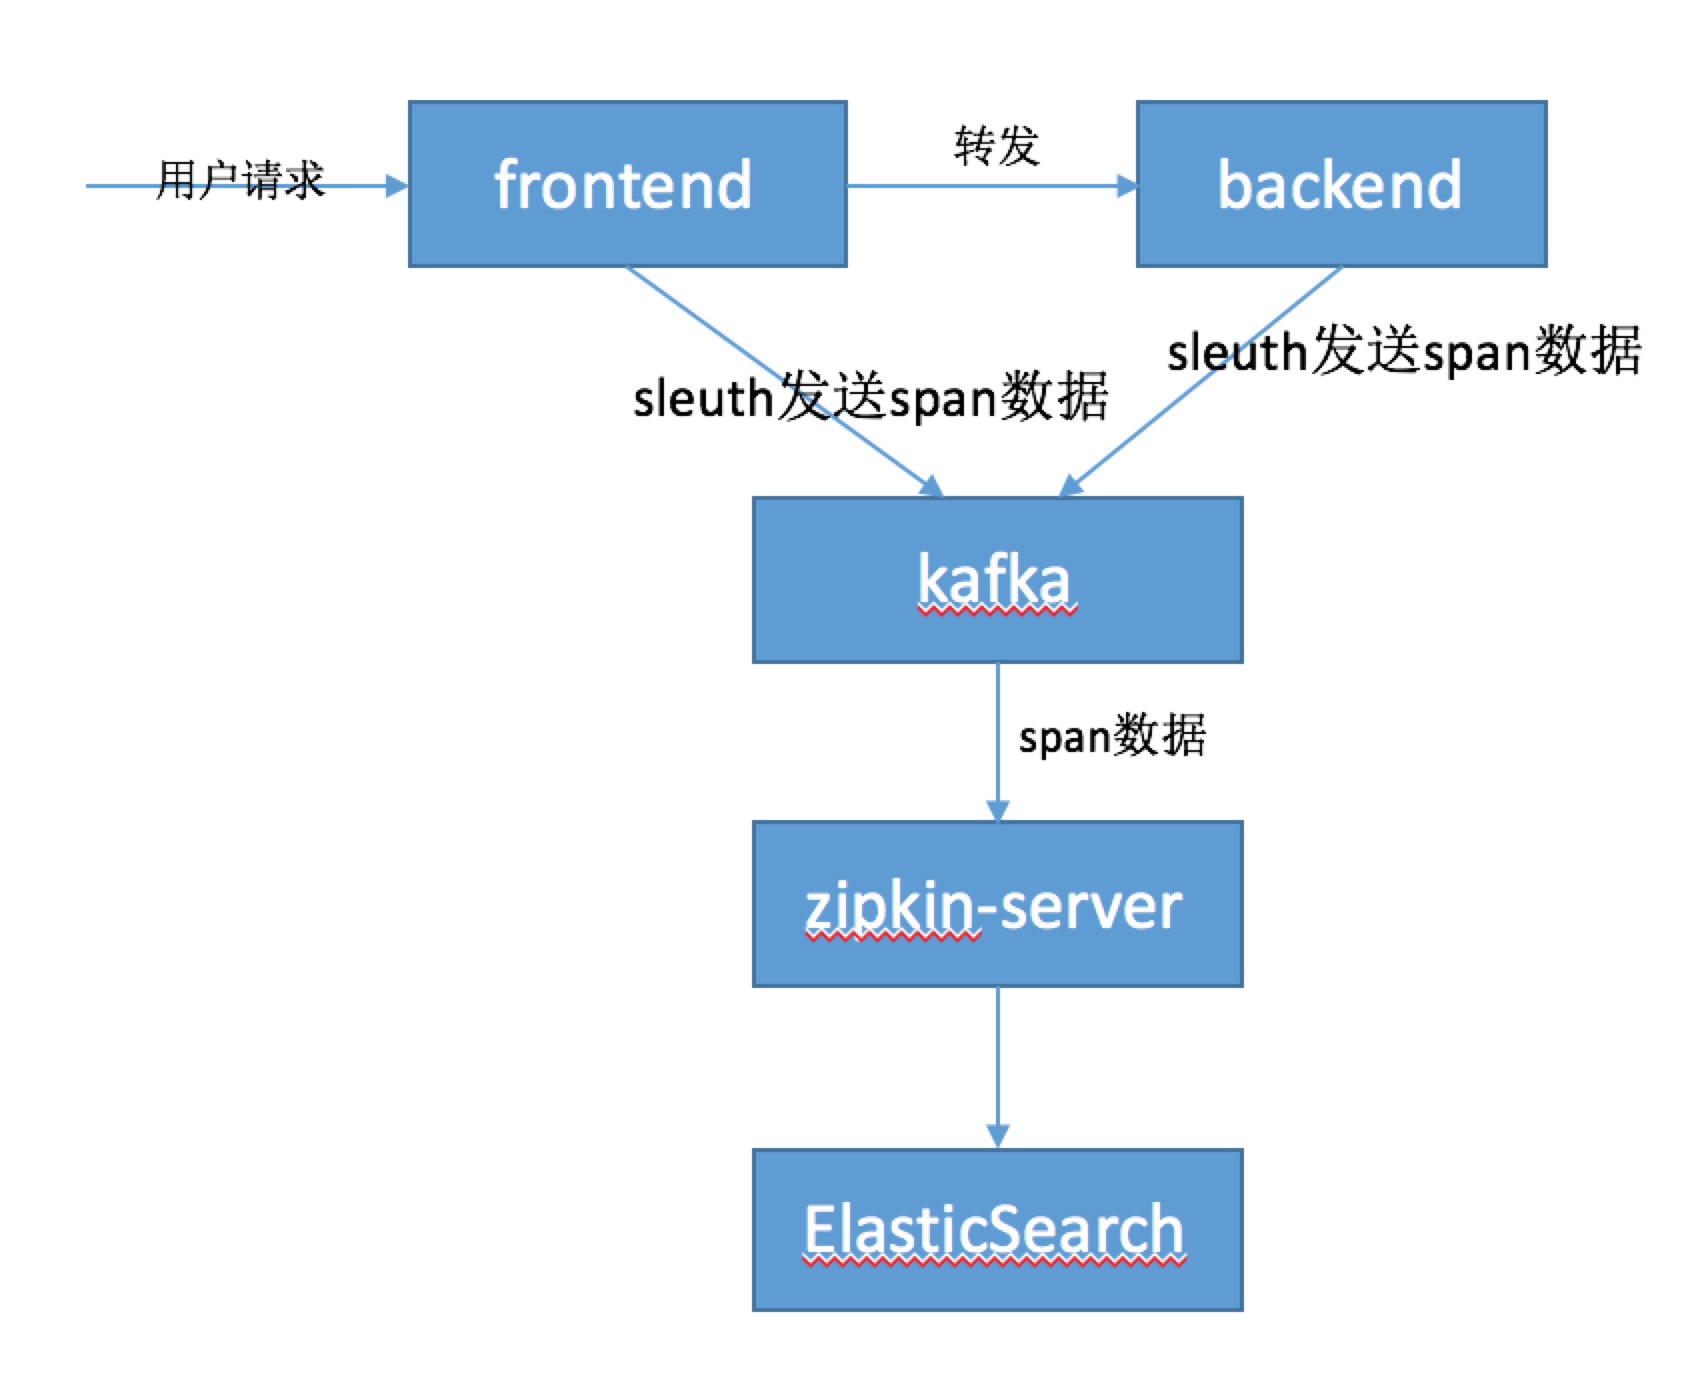 用户请求
frontend
转发
backend
sleuth发送span数据
sleuth发送span数据
kafka
span数据
zipkin-server
ElasticSearch